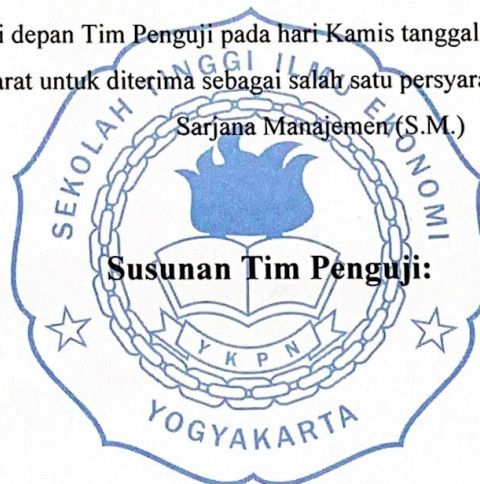 i depan Tim Penguji pada hari Kamis tanggal
arat untuk diterima sebagai salah satu persyara
Sarjana Manajemen (S.M.)
SEKOLAH TINGGI ILMU EKONOMI
Susunan Tim Penguji:
YKPN
YOGYAKARTA